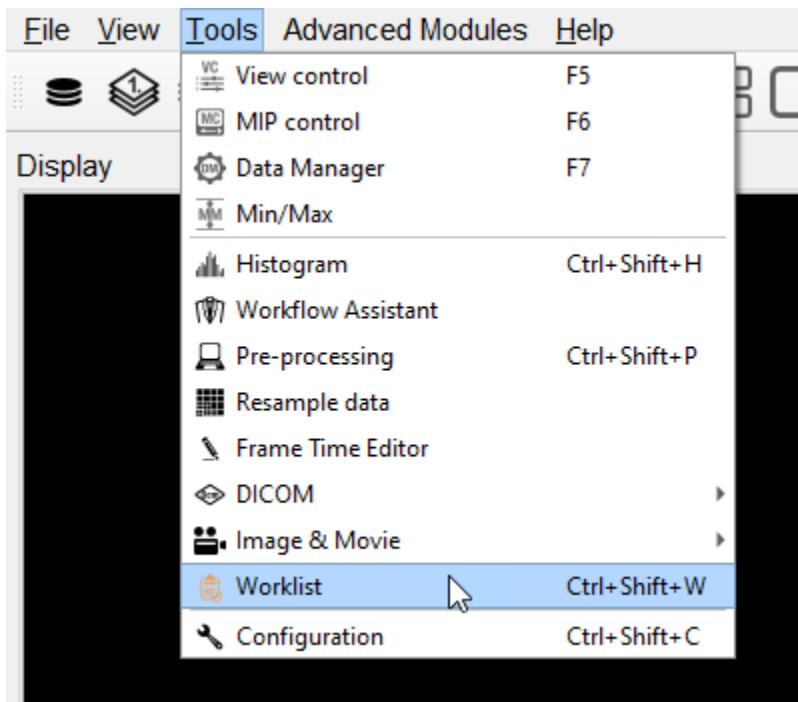 File View Tools Advanced Modules Help
1.
Display
VC View control F5
MC MIP control F6
DM Data Manager F7
MM Min/Max
Histogram Ctrl+Shift+H
Workflow Assistant
Pre-processing Ctrl+Shift+P
Resample data
Frame Time Editor
DICOM
Image & Movie
Worklist Ctrl+Shift+W
Configuration Ctrl+Shift+C